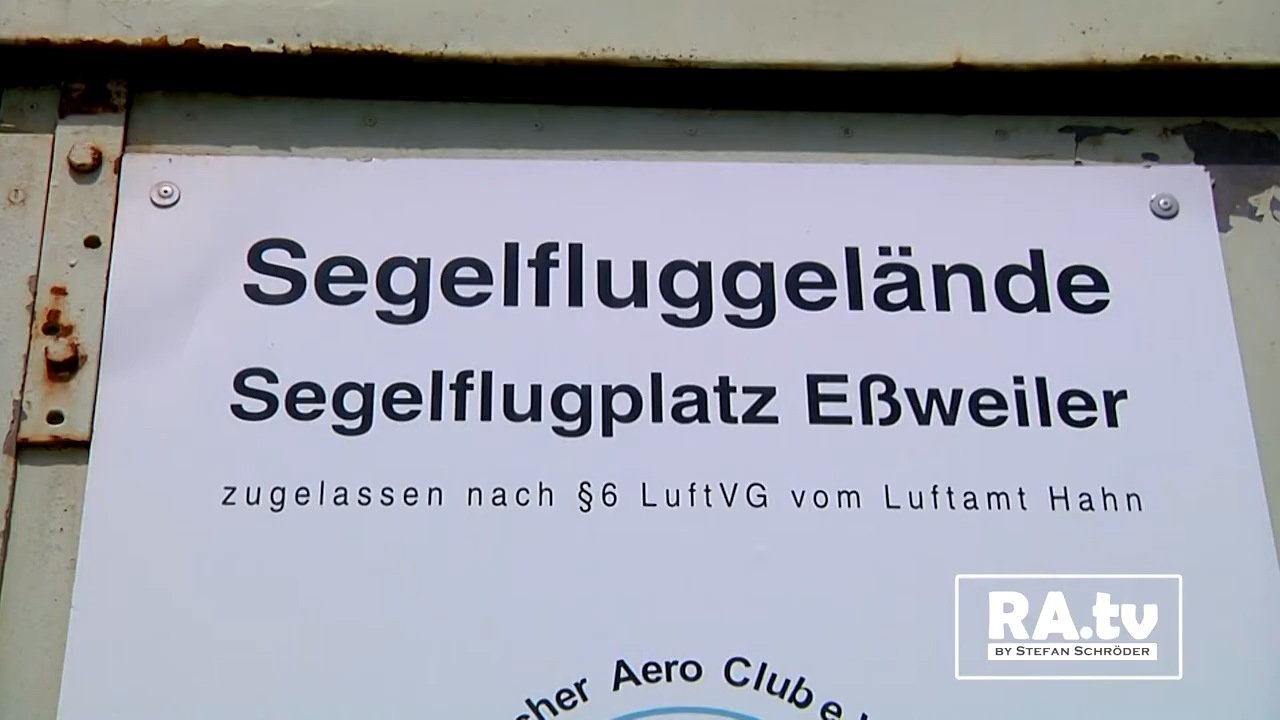 Segelfluggelände
Segelflugplatz Eßweiler
zugelassen nach §6 LuftVG vom Luftamt Hahn
Aero Club e
RA.tv
BY STEFAN SCHRÖDER